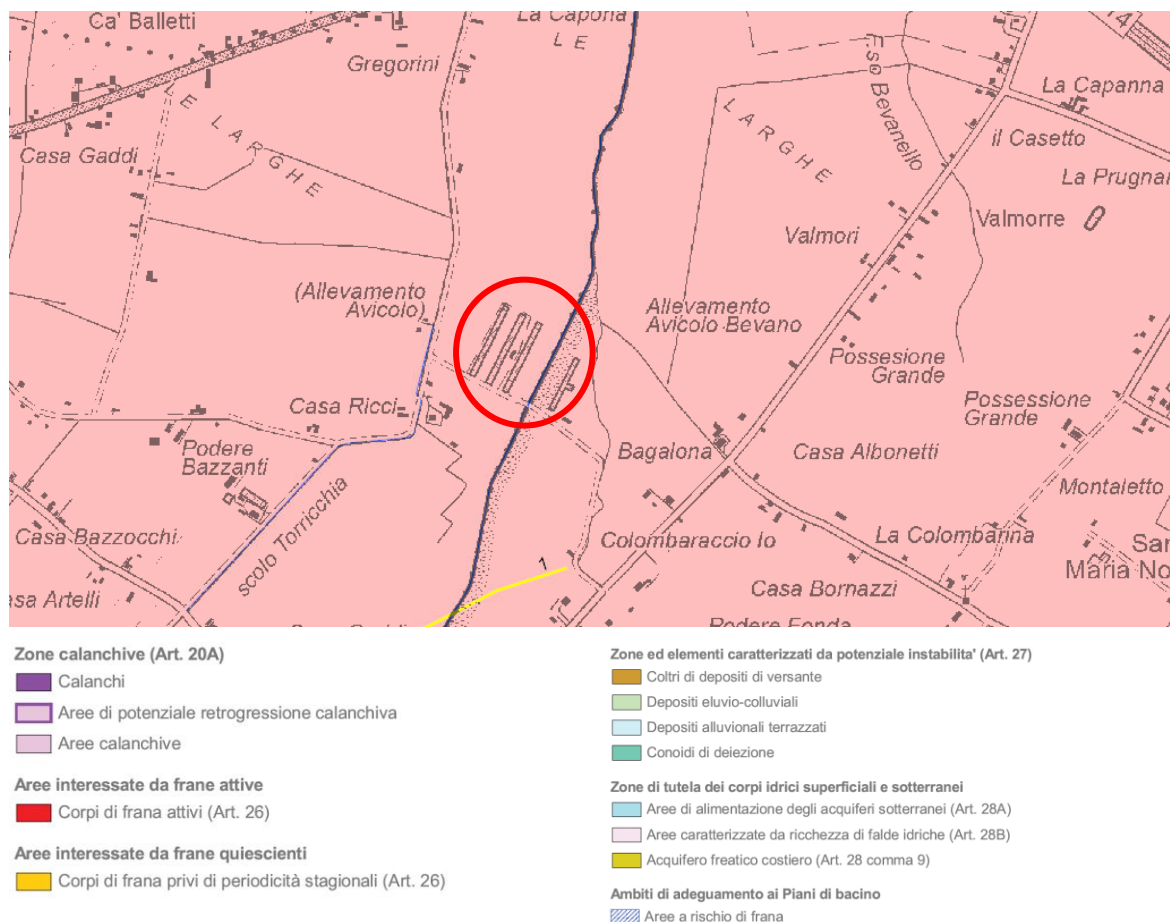 Ca' Balletti
La Capona
LE
14
Gregorini
Fso Bevanello
La Capanna
LE LARGHE
LARGHE
il Casetto
Casa Gaddi
La Prugnar
Valmorre
Valmori
(Allevamento
Avicolo)
Allevamento
Avicolo Bevano
Possesione
Grande
Casa Ricci
Possessione
Grande
Podere
Bazzanti
Bagalona
Casa Albonetti
Montaletto
scolo Torricchia
Casa Bazzocchi
La Colombarina
Colombaraccio Io
San
Maria No
1
Casa Bornazzi
asa Artelli
Podere Fonda
Zone calanchive (Art. 20A)
Calanchi
Aree di potenziale retrogressione calanchiva
Aree calanchive
Aree interessate da frane attive
Corpi di frana attivi (Art. 26)
Aree interessate da frane quiescienti
Corpi di frana privi di periodicità stagionali (Art. 26)
Zone ed elementi caratterizzati da potenziale instabilita' (Art. 27)
Coltri di depositi di versante
Depositi eluvio-colluviali
Depositi alluvionali terrazzati
Conoidi di deiezione
Zone di tutela dei corpi idrici superficiali e sotterranei
Aree di alimentazione degli acquiferi sotterranei (Art. 28A)
Aree caratterizzate da ricchezza di falde idriche (Art. 28B)
Acquifero freatico costiero (Art. 28 comma 9)
Ambiti di adeguamento ai Piani di bacino
Aree a rischio di frana